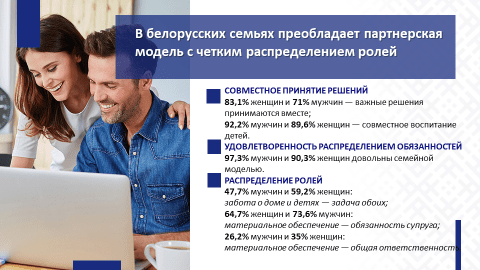 В белорусских семьях преобладает партнерская
модель с четким распределением ролей
СОВМЕСТНОЕ ПРИНЯТИЕ РЕШЕНИЙ
83,1% женщин и 71% мужчин — важные решения
принимаются вместе;
92,2% мужчин и 89,6% женщин — совместное воспитание
детей.
УДОВЛЕТВОРЕННОСТЬ РАСПРЕДЕЛЕНИЕМ ОБЯЗАННОСТЕЙ
97,3% мужчин и 90,3% женщин довольны семейной
моделью.
РАСПРЕДЕЛЕНИЕ РОЛЕЙ
47,7% мужчин и 59,2% женщин:
забота о доме и детях — задача обоих;
64,7% женщин и 73,6% мужчин:
материальное обеспечение — обязанность супруга;
26,2% мужчин и 35% женщин:
материальное обеспечение — общая ответственность